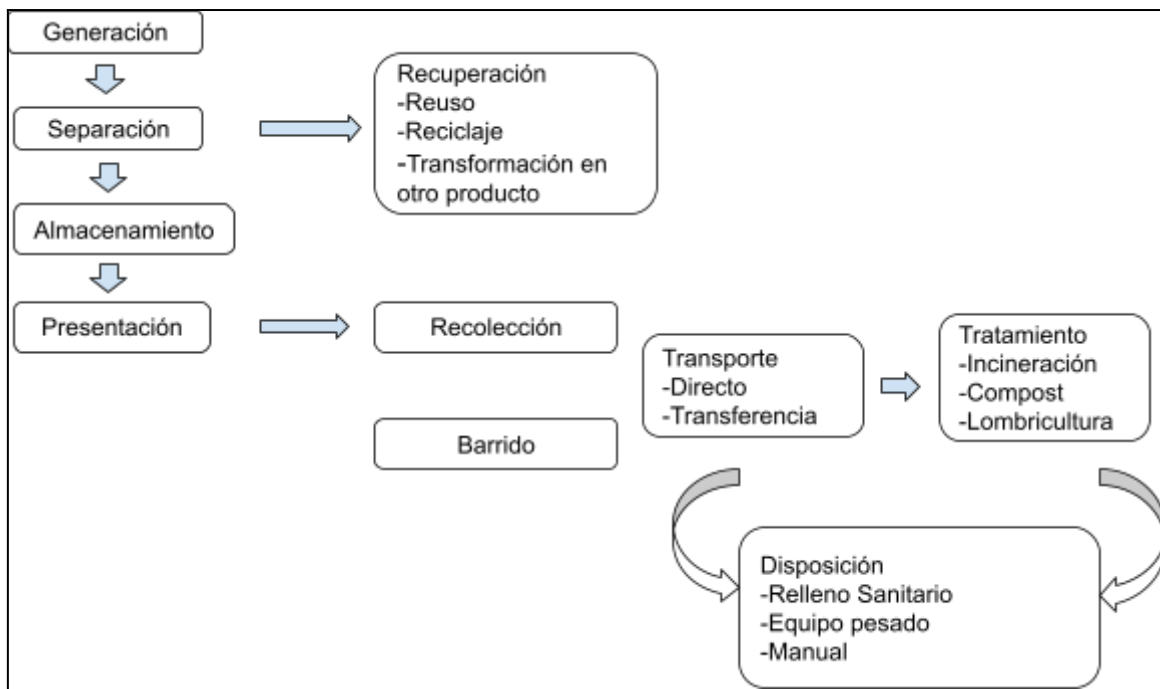 Generación
Separación
Recuperación
-Reuso
-Reciclaje
-Transformación en
otro producto
Almacenamiento
Presentación
Recolección
Barrido
Transporte
-Directo
-Transferencia
Tratamiento
-Incineración
-Compost
-Lombricultura
Disposición
-Relleno Sanitario
-Equipo pesado
-Manual